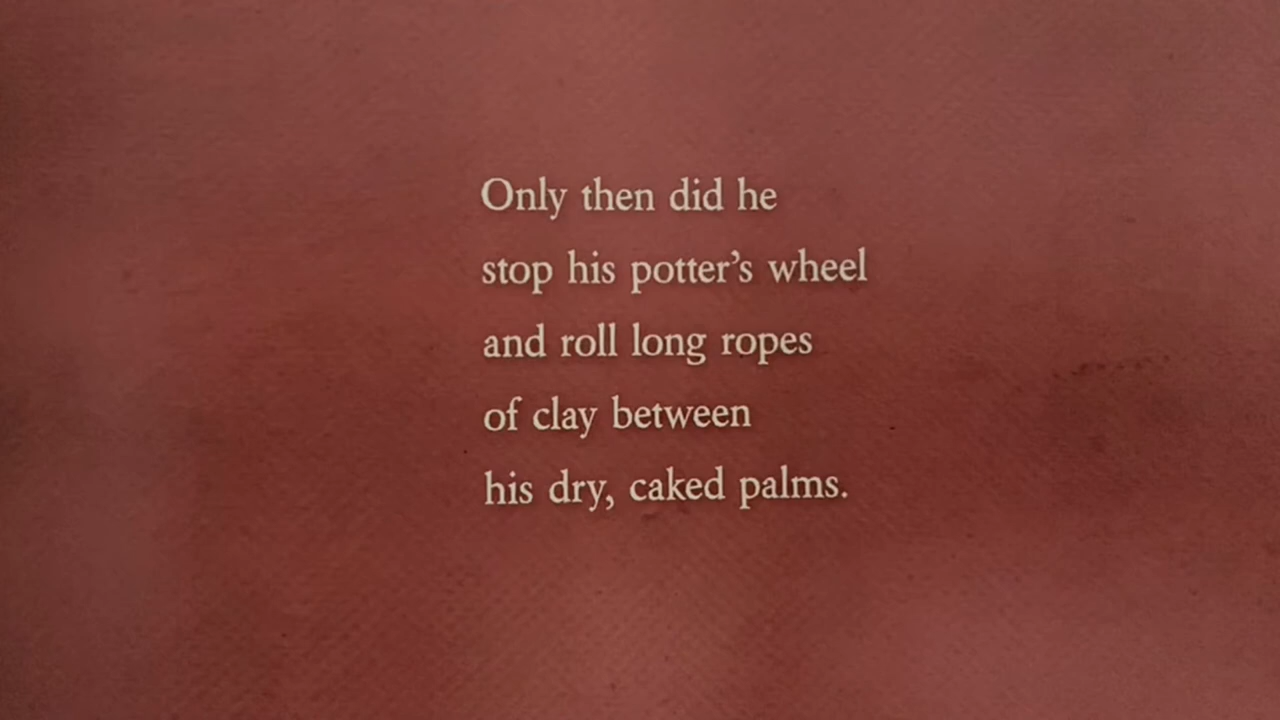 Only then did he
stop his potter’s wheel
and roll long ropes
of clay between
his dry, caked palms.